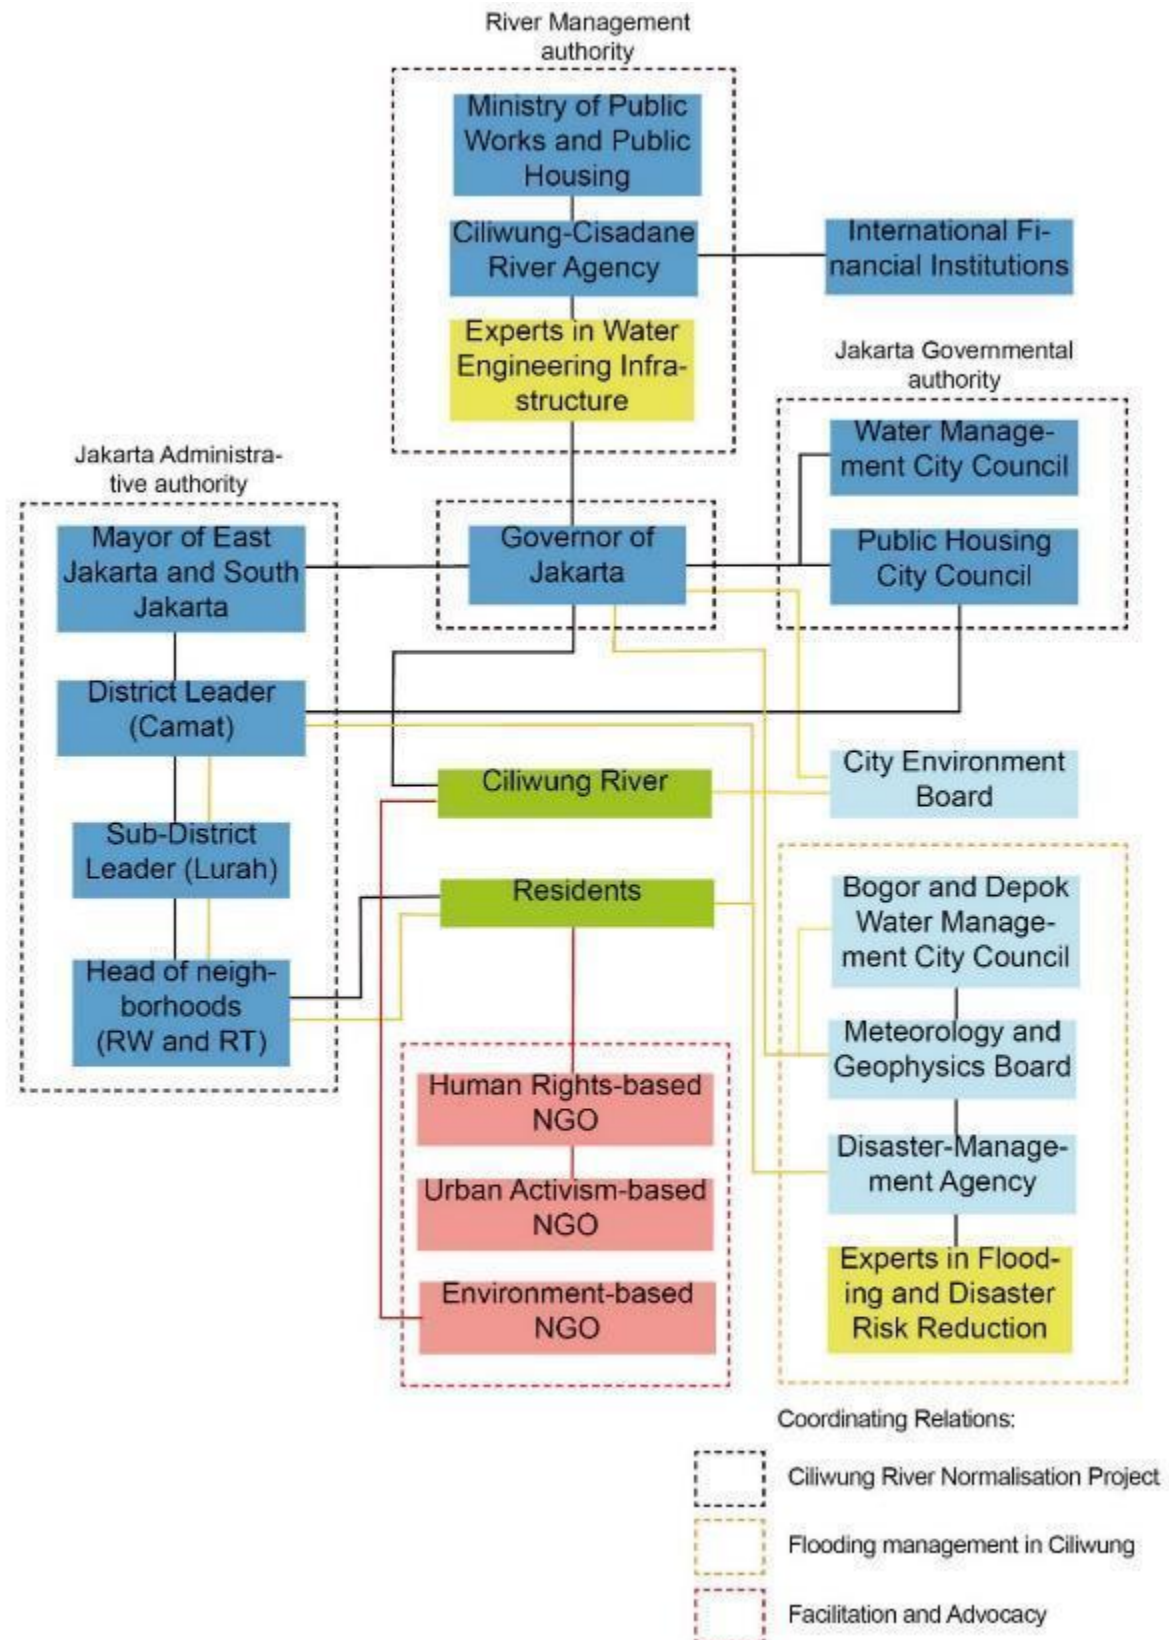 River Management
authority
Ministry of Public
Works and Public
Housing
Ciliwung-Cisadane
River Agency
International Fi-
nancial Institutions
Experts in Water
Engineering Infra-
structure
Jakarta Governmental
authority
Water Manage-
ment City Council
Jakarta Administra-
tive authority
Mayor of East
Jakarta and South
Jakarta
Governor of
Jakarta
Public Housing
City Council
District Leader
(Camat)
Ciliwung River
City Environment
Board
Sub-District
Leader (Lurah)
Residents
Bogor and Depok
Water Manage-
ment City Council
Head of neigh-
borhoods
(RW and RT)
Meteorology and
Geophysics Board
Human Rights-based
NGO
Disaster-Manage-
ment Agency
Urban Activism-based
NGO
Experts in Flood-
ing and Disaster
Risk Reduction
Environment-based
NGO
Coordinating Relations:
Ciliwung River Normalisation Project
Flooding management in Ciliwung
Facilitation and Advocacy